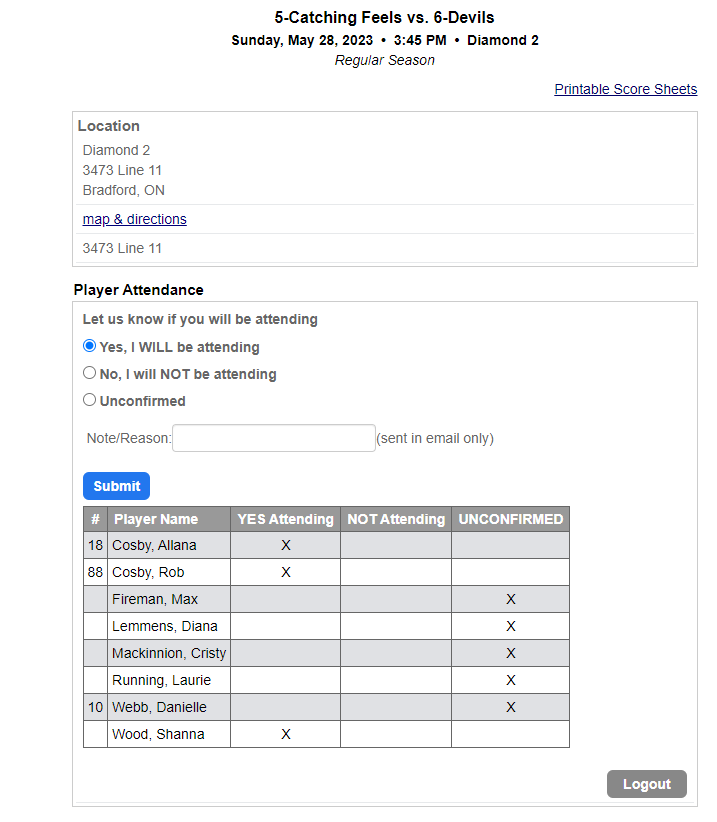 5-Catching Feels vs. 6-Devils
Sunday, May 28, 2023 • 3:45 PM • Diamond 2
Regular Season
Printable Score Sheets
Location
Diamond 2
3473 Line 11
Bradford, ON
map & directions
3473 Line 11
Player Attendance
Let us know if you will be attending
Yes, I WILL be attending
No, I will NOT be attending
Unconfirmed
Note/Reason: (sent in email only)
Submit
# Player Name YES Attending NOT Attending UNCONFIRMED
18 Cosby, Allana X
88 Cosby, Rob X
Fireman, Max X
Lemmens, Diana X
Mackinnion, Cristy X
Running, Laurie X
10 Webb, Danielle X
Wood, Shanna X
Logout